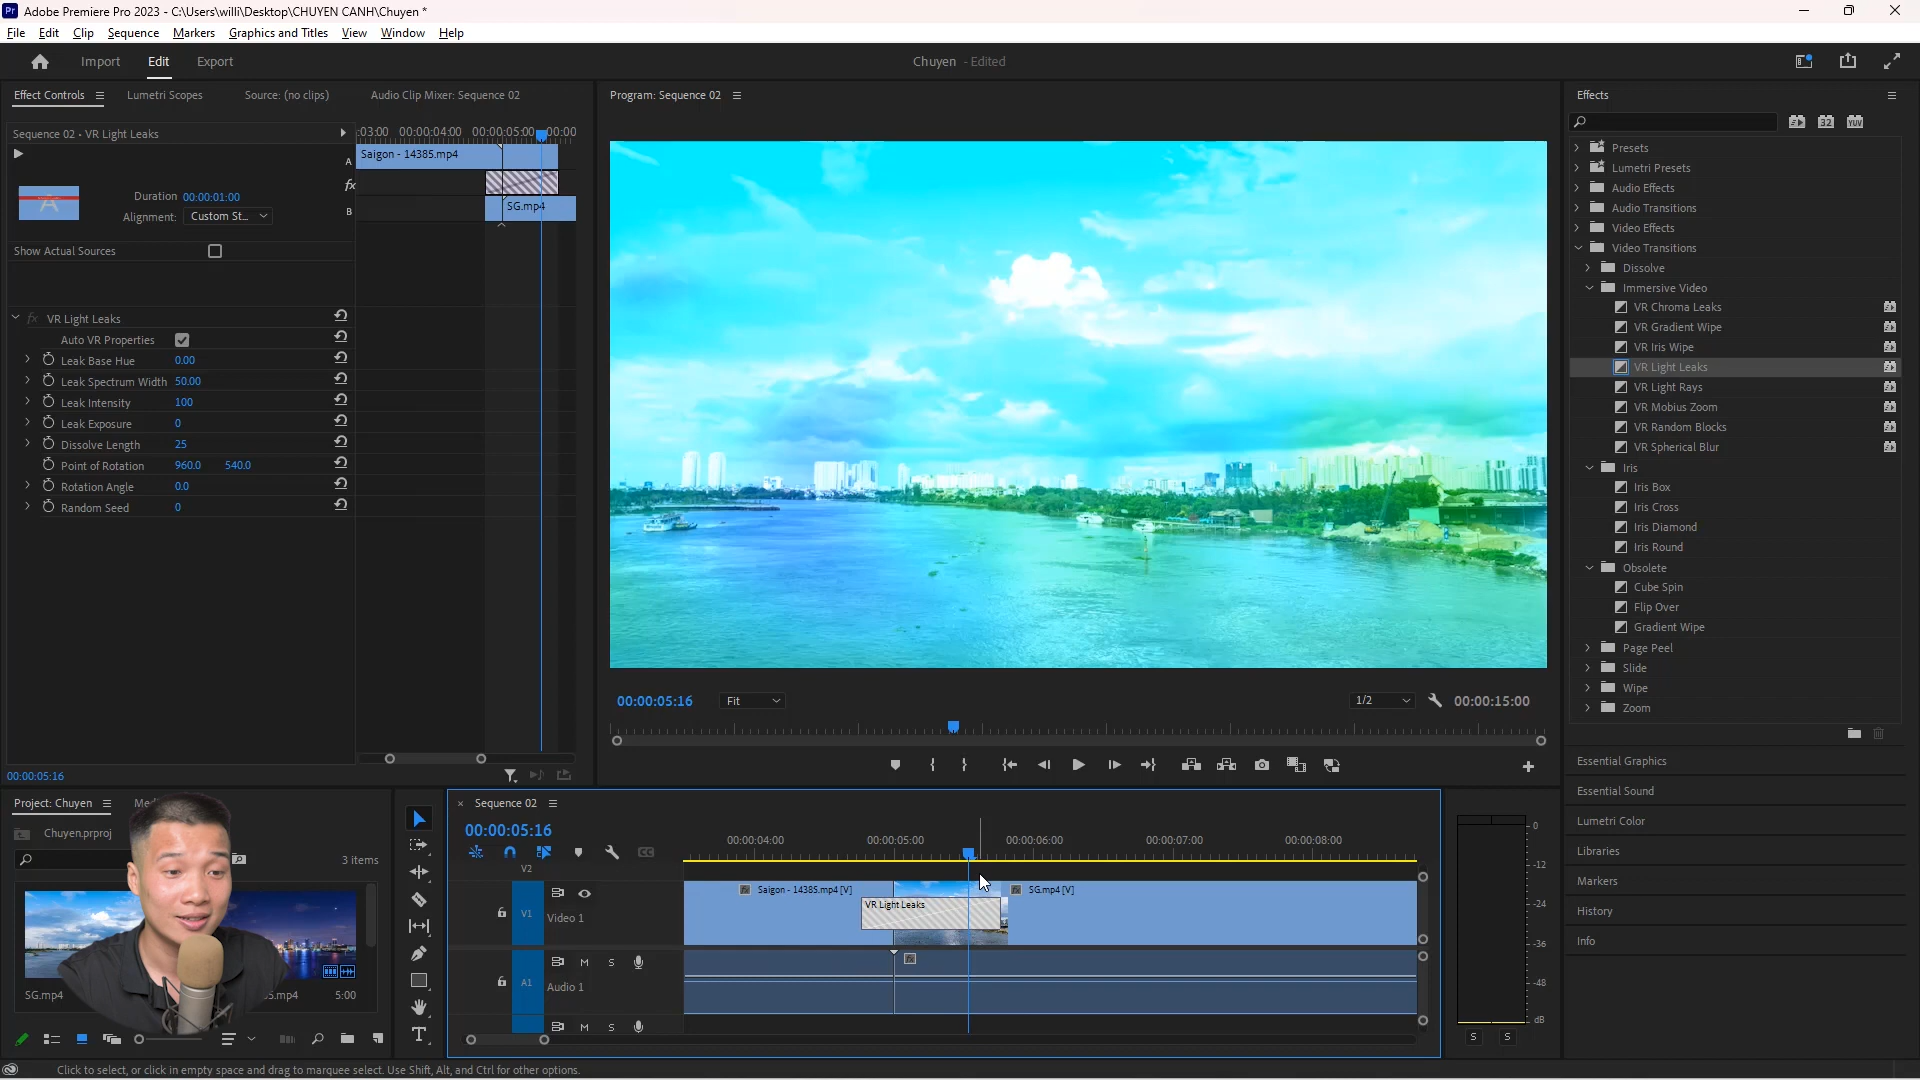 Pr Adobe Premiere Pro 2023 - C:\Users\willi\Desktop\CHUYEN CANH\Chuyen *
File Edit Clip Sequence Markers Graphics and Titles View Window Help
Import Edit Export
Chuyen - Edited
Effect Controls Lumetri Scopes Source: (no clips) Audio Clip Mixer: Sequence 02
Sequence 02 • VR Light Leaks
:03:00 00:00:04:00 00:00:05:00 00:00
A Saigon - 14385.mp4
fx
B SG.mp4
Duration 00:00:01:00
Alignment: Custom St...
Show Actual Sources
fx VR Light Leaks
Auto VR Properties
Leak Base Hue 0.00
Leak Spectrum Width 50.00
Leak Intensity 100
Leak Exposure 0
Dissolve Length 25
Point of Rotation 960.0 540.0
Rotation Angle 0.0
Random Seed 0
00:00:05:16
Program: Sequence 02
00:00:05:16 Fit 1/2 00:00:15:00
Effects
32 YUV
Presets
Lumetri Presets
Audio Effects
Audio Transitions
Video Effects
Video Transitions
Dissolve
Immersive Video
VR Chroma Leaks
VR Gradient Wipe
VR Iris Wipe
VR Light Leaks
VR Light Rays
VR Mobius Zoom
VR Random Blocks
VR Spherical Blur
Iris
Iris Box
Iris Cross
Iris Diamond
Iris Round
Obsolete
Cube Spin
Flip Over
Gradient Wipe
Page Peel
Slide
Wipe
Zoom
Essential Graphics
Essential Sound
Lumetri Color
Libraries
Markers
History
Info
Project: Chuyen
Chuyen.prproj
3 items
SG.mp4
5.mp4 5:00
T
Sequence 02
00:00:05:16
00:00:04:00 00:00:05:00 00:00:06:00 00:00:07:00 00:00:08:00
V2
V1 Video 1
Saigon - 14385.mp4 [V] SG.mp4 [V]
VR Light Leaks
A1 Audio 1
M S
M S
0
-12
-24
-36
-48
dB
S S
Click to select, or click in empty space and drag to marquee select. Use Shift, Alt, and Ctrl for other options.